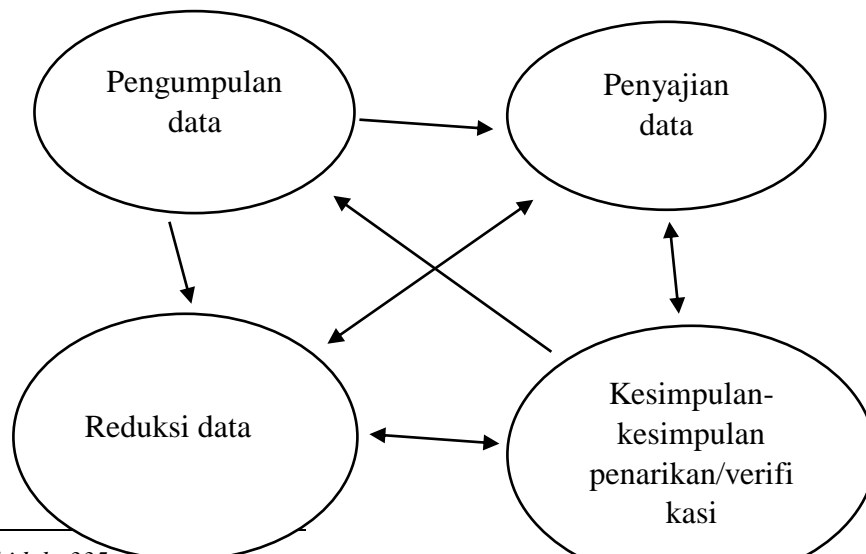 Pengumpulan
data
Penyajian
data
Reduksi data
Kesimpulan-
kesimpulan
penarikan/verifi
kasi